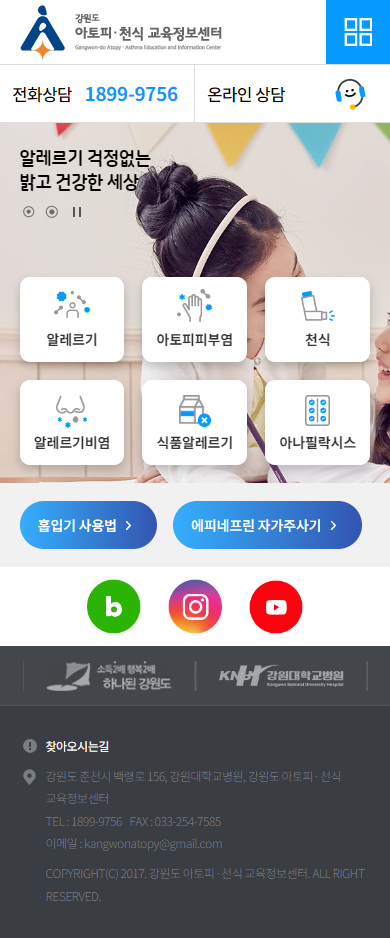 강원도
아토피·천식 교육정보센터
Gangwon-do Atopy · Asthma Education and Information Center
전화상담 1899-9756
온라인 상담
알레르기 걱정없는
밝고 건강한 세상
알레르기
아토피피부염
천식
알레르기비염
식품알레르기
아나필락시스
흡입기 사용법
에피네프린 자가주사기
b
소득2배 행복2배
하나된 강원도
KNUH 강원대학교병원
Kangwon National University Hospital
찾아오시는길
강원도 춘천시 백령로 156, 강원대학교병원, 강원도 아토피 · 천식
교육정보센터
TEL : 1899-9756 FAX : 033-254-7585
이메일 : kangwonatopy@gmail.com
COPYRIGHT(C) 2017. 강원도 아토피 · 천식 교육정보센터. ALL RIGHT
RESERVED.